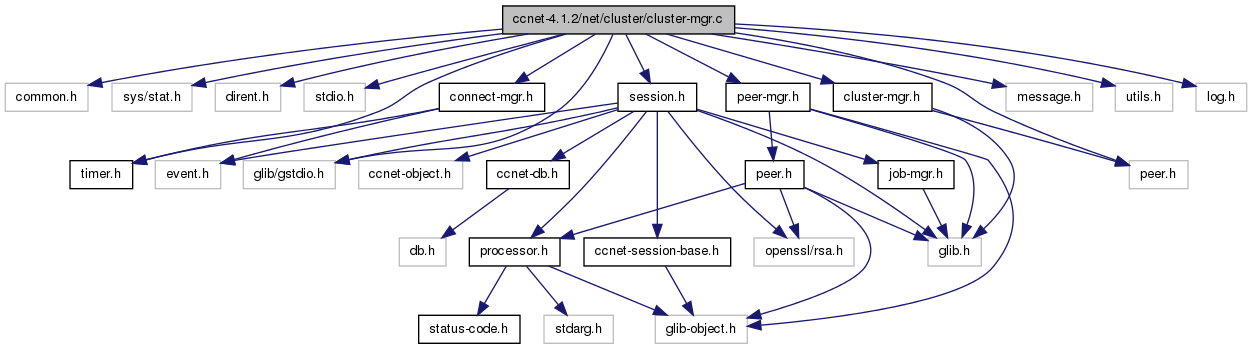 ccnet-4.1.2/net/cluster/cluster-mgr.c
common.h
sys/stat.h
dirent.h
stdio.h
connect-mgr.h
session.h
peer-mgr.h
cluster-mgr.h
message.h
utils.h
log.h
timer.h
event.h
glib/gstdio.h
ccnet-object.h
ccnet-db.h
peer.h
job-mgr.h
peer.h
db.h
processor.h
ccnet-session-base.h
openssl/rsa.h
glib.h
status-code.h
stdarg.h
glib-object.h